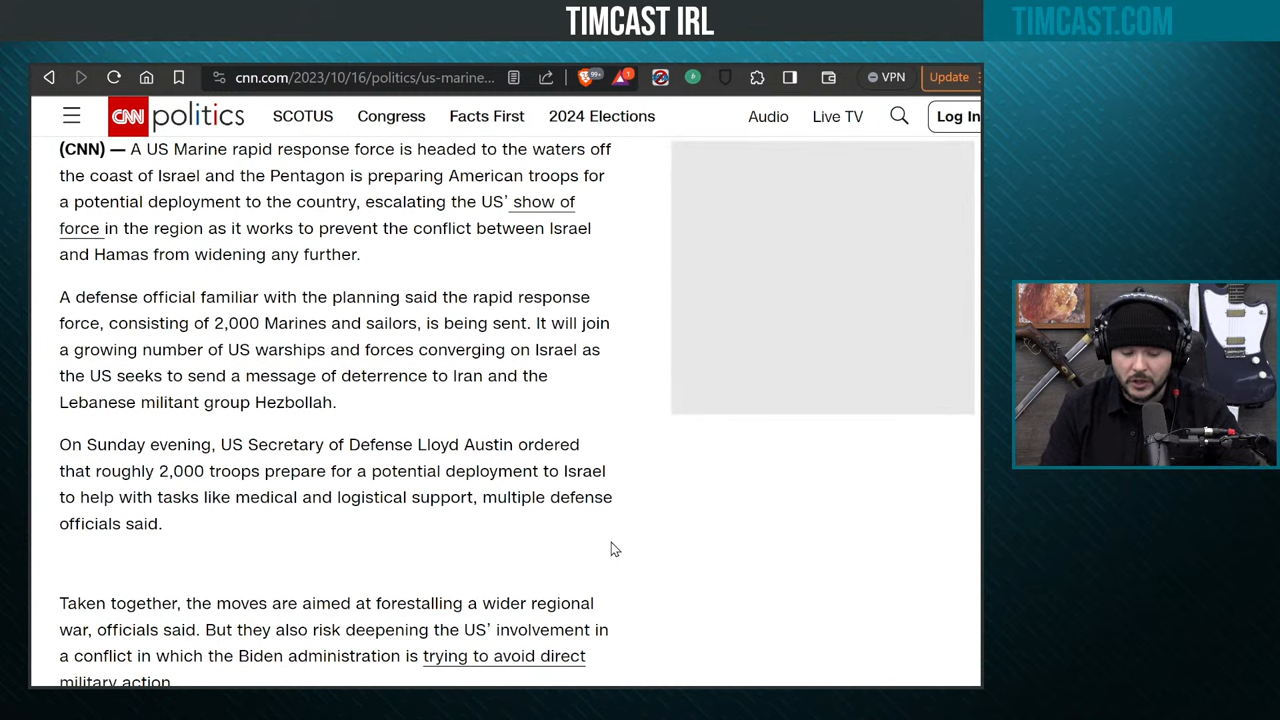 TIMCAST IRL
TIMCAST.COM
cnn.com/2023/10/16/politics/us-marine...
99+
1
VPN
Update
CNN politics
SCOTUS
Congress
Facts First
2024 Elections
Audio
Live TV
Log In
(CNN) — A US Marine rapid response force is headed to the waters off
the coast of Israel and the Pentagon is preparing American troops for
a potential deployment to the country, escalating the US’ show of
force in the region as it works to prevent the conflict between Israel
and Hamas from widening any further.
A defense official familiar with the planning said the rapid response
force, consisting of 2,000 Marines and sailors, is being sent. It will join
a growing number of US warships and forces converging on Israel as
the US seeks to send a message of deterrence to Iran and the
Lebanese militant group Hezbollah.
On Sunday evening, US Secretary of Defense Lloyd Austin ordered
that roughly 2,000 troops prepare for a potential deployment to Israel
to help with tasks like medical and logistical support, multiple defense
officials said.
Taken together, the moves are aimed at forestalling a wider regional
war, officials said. But they also risk deepening the US’ involvement in
a conflict in which the Biden administration is trying to avoid direct
military action